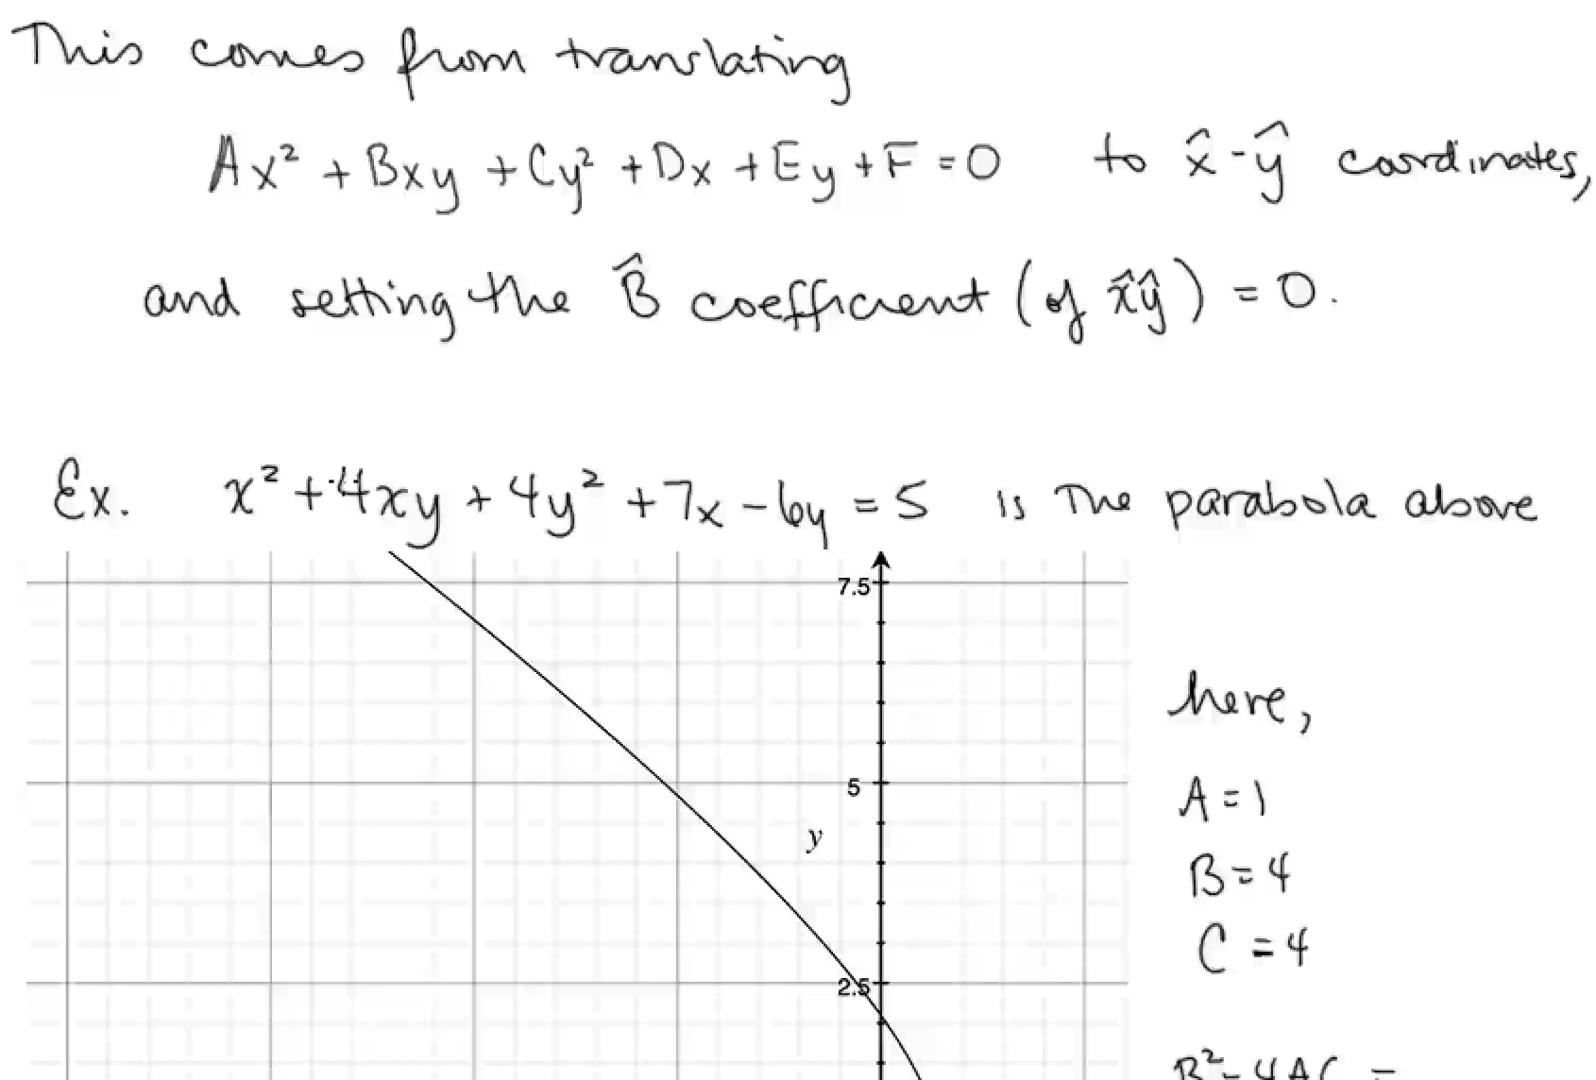 This comes from translating
Ax² + Bxy + Cy² + Dx + Ey + F = 0 to x̂-ŷ coordinates,
and setting the B̂ coefficient (of x̂ŷ) = 0.
Ex. x² + 4xy + 4y² + 7x - 6y = 5 is the parabola above
7.5
here,
5
A = 1
y
B = 4
C = 4
2.5
B² - 4AC =